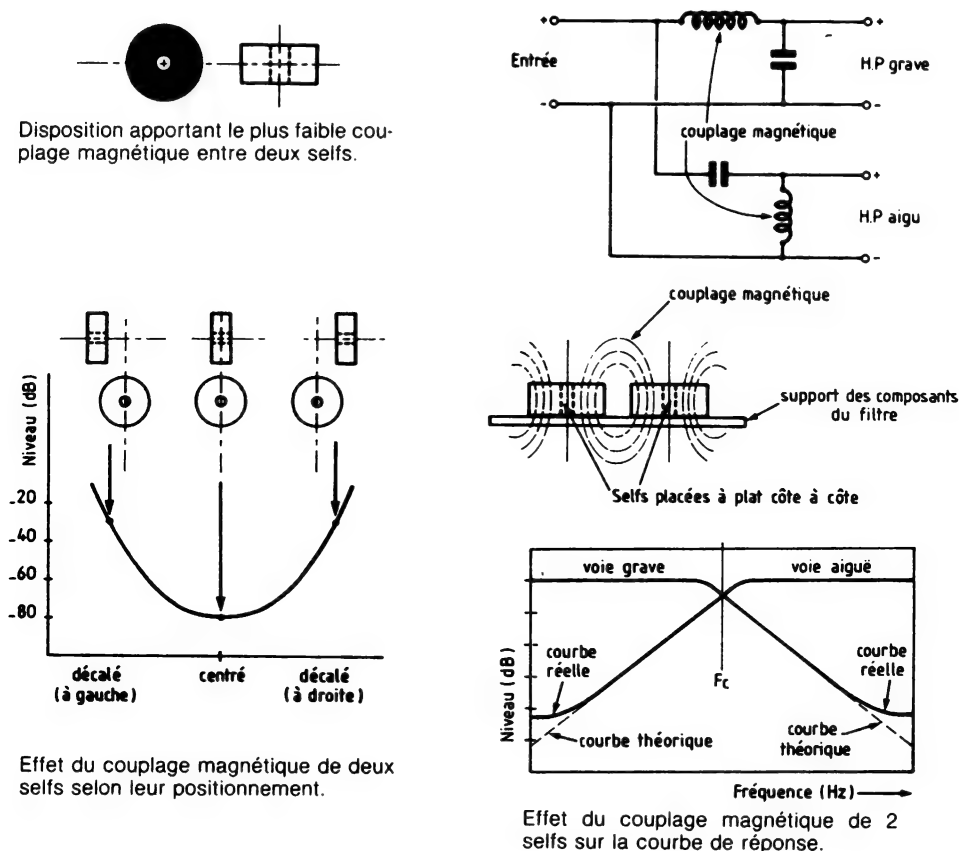 Disposition apportant le plus faible cou-
plage magnétique entre deux selfs.
Niveau (dB)
-20
-40
-60
-80
décalé
(à gauche)
centré
décalé
(à droite)
Effet du couplage magnétique de deux
selfs selon leur positionnement.
+
+
Entrée
H.P grave
-
-
couplage magnétique
+
H.P aigu
-
couplage magnétique
support des composants
du filtre
Selfs placées à plat côte à côte
voie grave
voie aiguë
Niveau (dB)
courbe
réelle
Fc
courbe
réelle
courbe théorique
courbe
théorique
Fréquence (Hz)
Effet du couplage magnétique de 2
selfs sur la courbe de réponse.